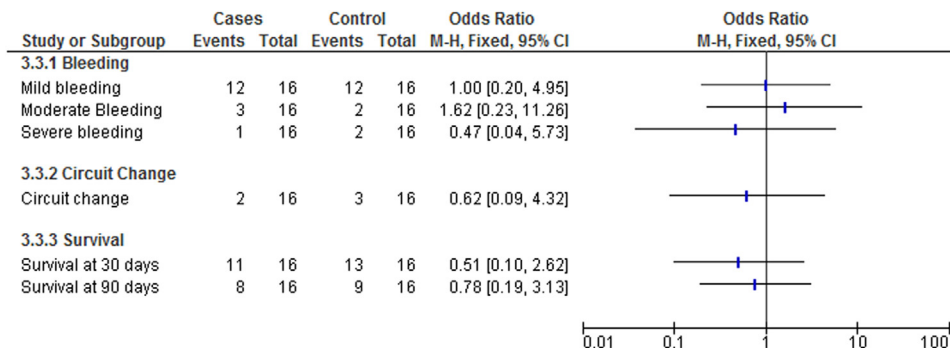 Cases Control Odds Ratio Odds Ratio
Study or Subgroup Events Total Events Total M-H, Fixed, 95% CI M-H, Fixed, 95% CI
3.3.1 Bleeding
Mild bleeding 12 16 12 16 1.00 [0.20, 4.95]
Moderate Bleeding 3 16 2 16 1.62 [0.23, 11.26]
Severe bleeding 1 16 2 16 0.47 [0.04, 5.73]
3.3.2 Circuit Change
Circuit change 2 16 3 16 0.62 [0.09, 4.32]
3.3.3 Survival
Survival at 30 days 11 16 13 16 0.51 [0.10, 2.62]
Survival at 90 days 8 16 9 16 0.78 [0.19, 3.13]
0.01 0.1 1 10 100